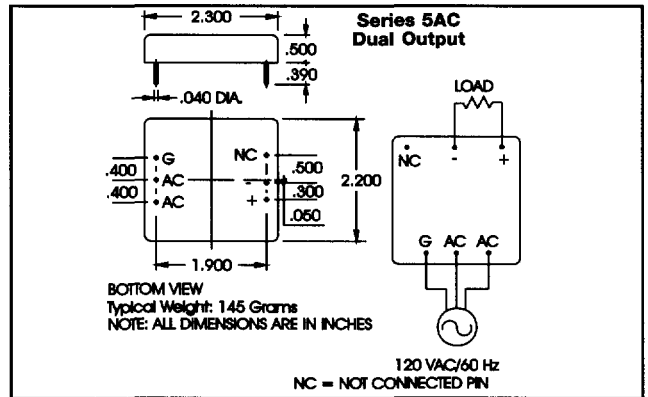 Series 5AC
Dual Output
2.300
.500
.390
.040 DIA.
LOAD
NC
-
+
G
NC
.500
.400
AC
-
.300
2.200
.400
AC
+
.050
G AC AC
1.900
BOTTOM VIEW
Typical Weight: 145 Grams
NOTE: ALL DIMENSIONS ARE IN INCHES
120 VAC/60 Hz
NC = NOT CONNECTED PIN